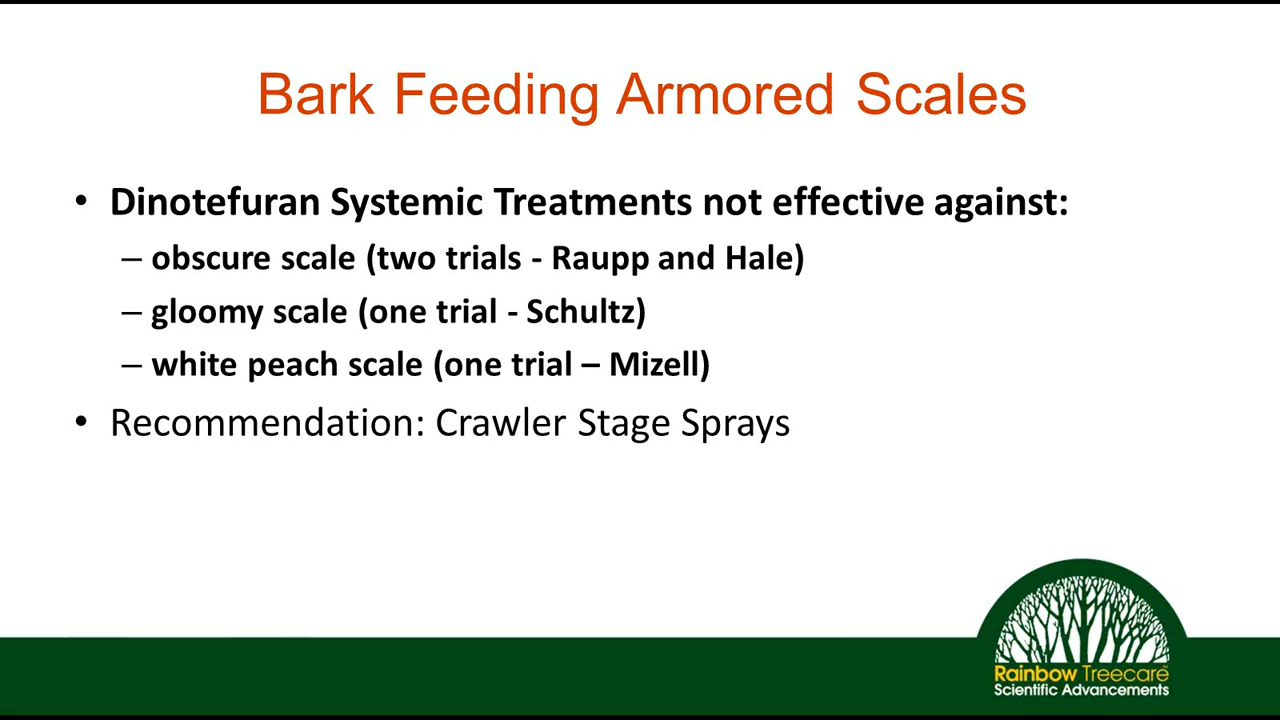 Bark Feeding Armored Scales
• Dinotefuran Systemic Treatments not effective against:
– obscure scale (two trials - Raupp and Hale)
– gloomy scale (one trial - Schultz)
– white peach scale (one trial – Mizell)
• Recommendation: Crawler Stage Sprays
Rainbow Treecare
Scientific Advancements